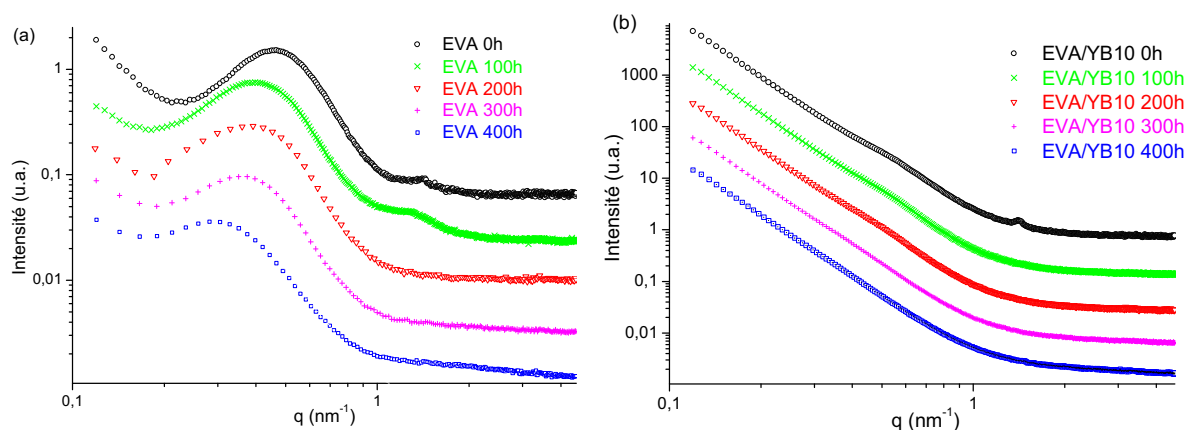 (a)
EVA 0h
EVA 100h
EVA 200h
EVA 300h
EVA 400h
1
0,1
0,01
Intensité (u.a.)
0,1
1
q (nm⁻¹)
(b)
EVA/YB10 0h
EVA/YB10 100h
EVA/YB10 200h
EVA/YB10 300h
EVA/YB10 400h
1000
100
10
1
0,1
0,01
Intensité (u.a.)
0,1
1
q (nm⁻¹)